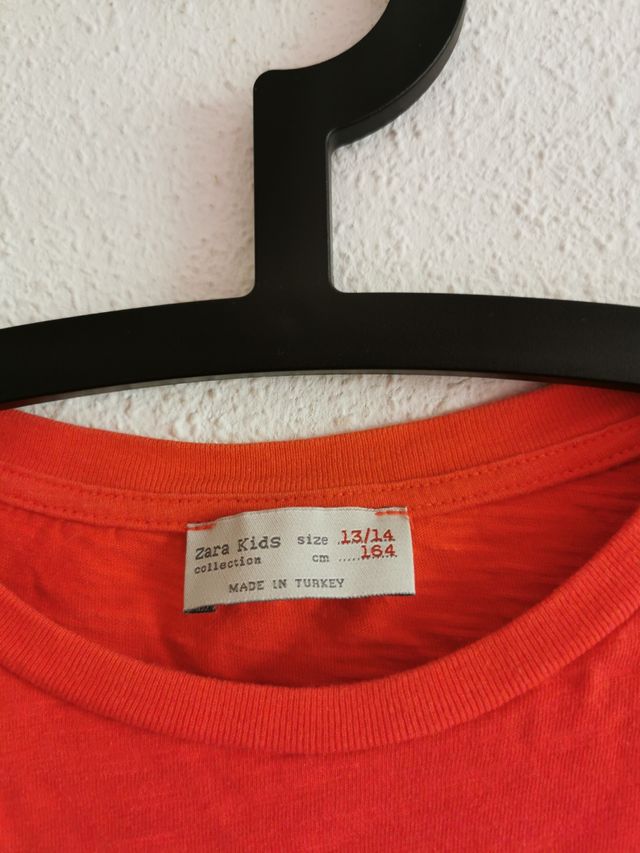 Zara Kids size 13/14
collection cm ......164
MADE IN TURKEY